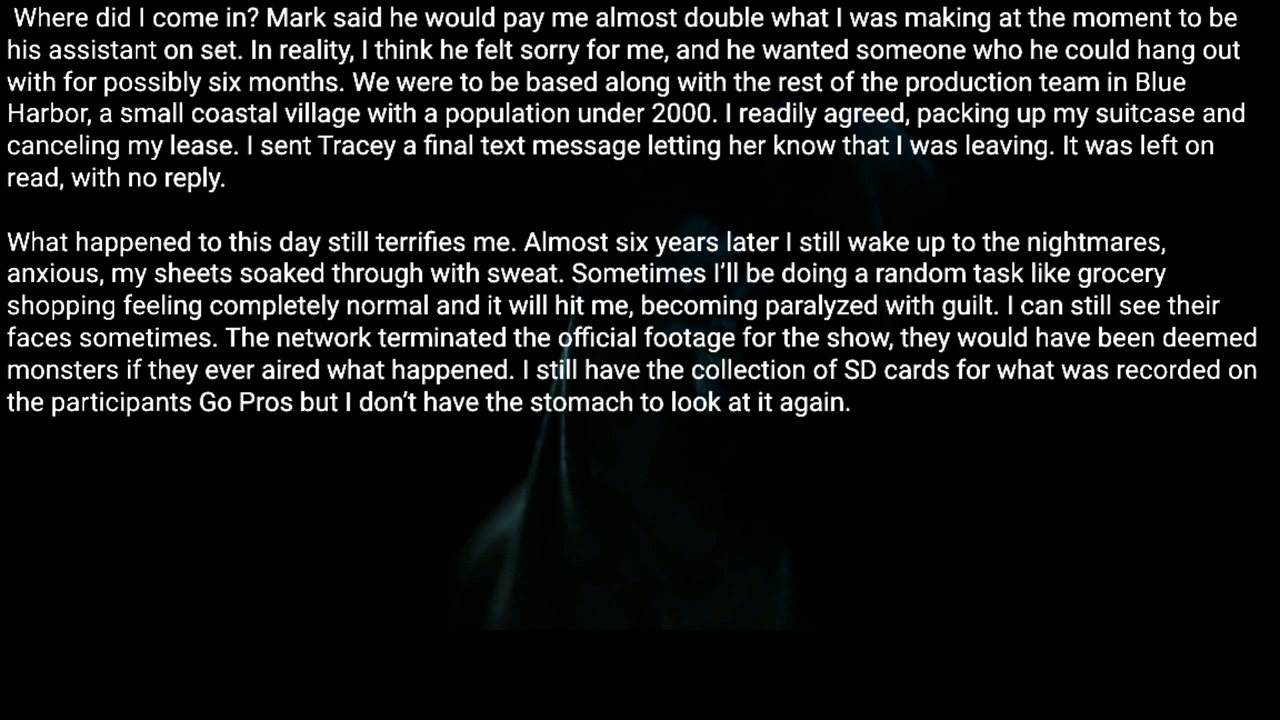 Where did I come in? Mark said he would pay me almost double what I was making at the moment to be
his assistant on set. In reality, I think he felt sorry for me, and he wanted someone who he could hang out
with for possibly six months. We were to be based along with the rest of the production team in Blue
Harbor, a small coastal village with a population under 2000. I readily agreed, packing up my suitcase and
canceling my lease. I sent Tracey a final text message letting her know that I was leaving. It was left on
read, with no reply.
What happened to this day still terrifies me. Almost six years later I still wake up to the nightmares,
anxious, my sheets soaked through with sweat. Sometimes I’ll be doing a random task like grocery
shopping feeling completely normal and it will hit me, becoming paralyzed with guilt. I can still see their
faces sometimes. The network terminated the official footage for the show, they would have been deemed
monsters if they ever aired what happened. I still have the collection of SD cards for what was recorded on
the participants Go Pros but I don’t have the stomach to look at it again.